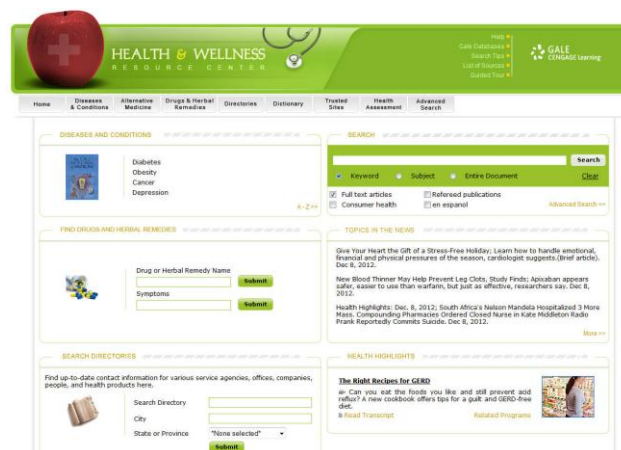 HEALTH & WELLNESS
RESOURCE CENTER
Help
Gale Databases
Search Tips
List of Sources
Guided Tour
GALE
CENGAGE Learning
Home
Diseases
& Conditions
Alternative
Medicine
Drugs & Herbal
Remedies
Directories
Dictionary
Trusted
Sites
Health
Assessment
Advanced
Search
DISEASES AND CONDITIONS
Diabetes
Obesity
Cancer
Depression
A - Z >>
SEARCH
Search
Keyword Subject Entire Document Clear
Full text articles Refereed publications
Consumer health en espanol Advanced Search >>
FIND DRUGS AND HERBAL REMEDIES
Drug or Herbal Remedy Name
Submit
Symptoms
Submit
TOPICS IN THE NEWS
Give Your Heart the Gift of a Stress-Free Holiday; Learn how to handle emotional,
financial and physical pressures of the season, cardiologist suggests.(Brief article).
Dec 8, 2012.
New Blood Thinner May Help Prevent Leg Clots, Study Finds; Apixaban appears
safer, easier to use than warfarin, but just as effective, researchers say. Dec 8,
2012.
Health Highlights: Dec. 8, 2012; South Africa's Nelson Mandela Hospitalized 3 More
Mass. Compounding Pharmacies Ordered Closed Nurse in Kate Middleton Radio
Prank Reportedly Commits Suicide. Dec 8, 2012.
More >>
SEARCH DIRECTORIES
Find up-to-date contact information for various service agencies, offices, companies,
people, and health products here.
Search Directory
City
State or Province "None selected"
Submit
HEALTH HIGHLIGHTS
The Right Recipes for GERD
Can you eat the foods you like and still prevent acid
reflux? A new cookbook offers tips for a guilt and GERD-free
diet.
Read Transcript Related Programs